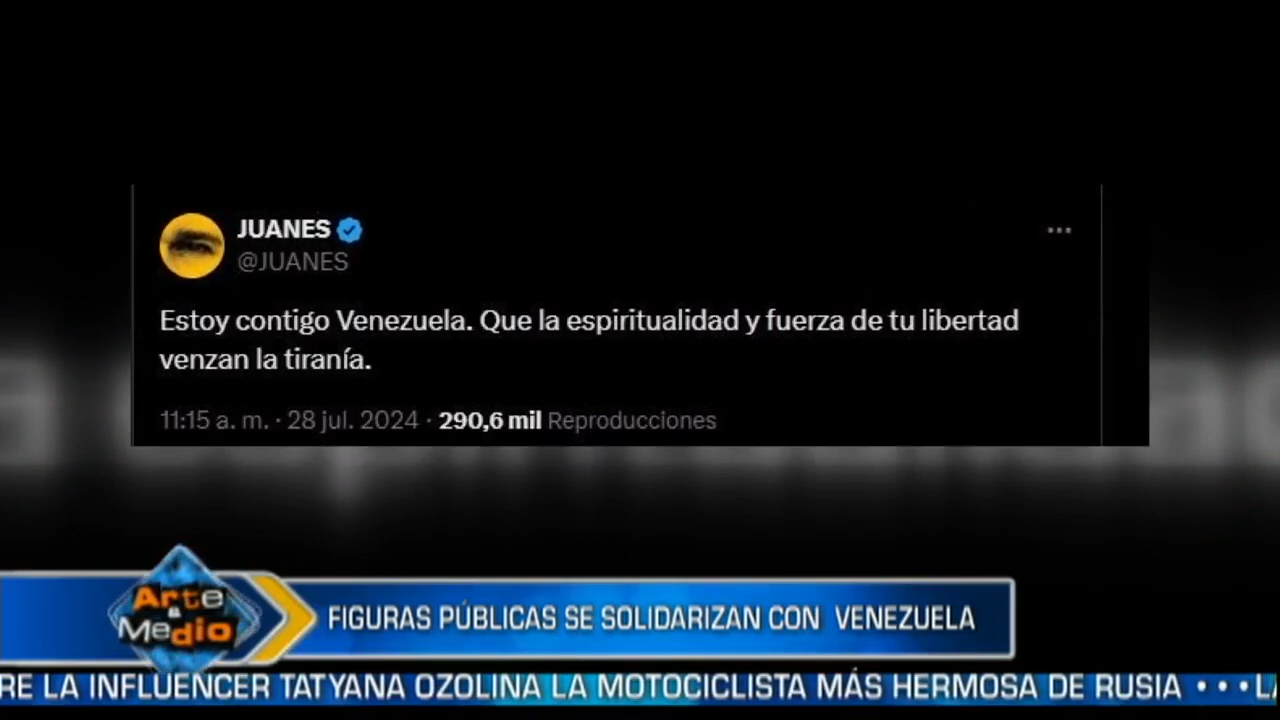 JUANES
@JUANES
Estoy contigo Venezuela. Que la espiritualidad y fuerza de tu libertad
venzan la tiranía.
11:15 a. m. · 28 jul. 2024 · 290,6 mil Reproducciones
Arte
&
Medio
FIGURAS PÚBLICAS SE SOLIDARIZAN CON VENEZUELA
RE LA INFLUENCER TATYANA OZOLINA LA MOTOCICLISTA MÁS HERMOSA DE RUSIA • • • LA